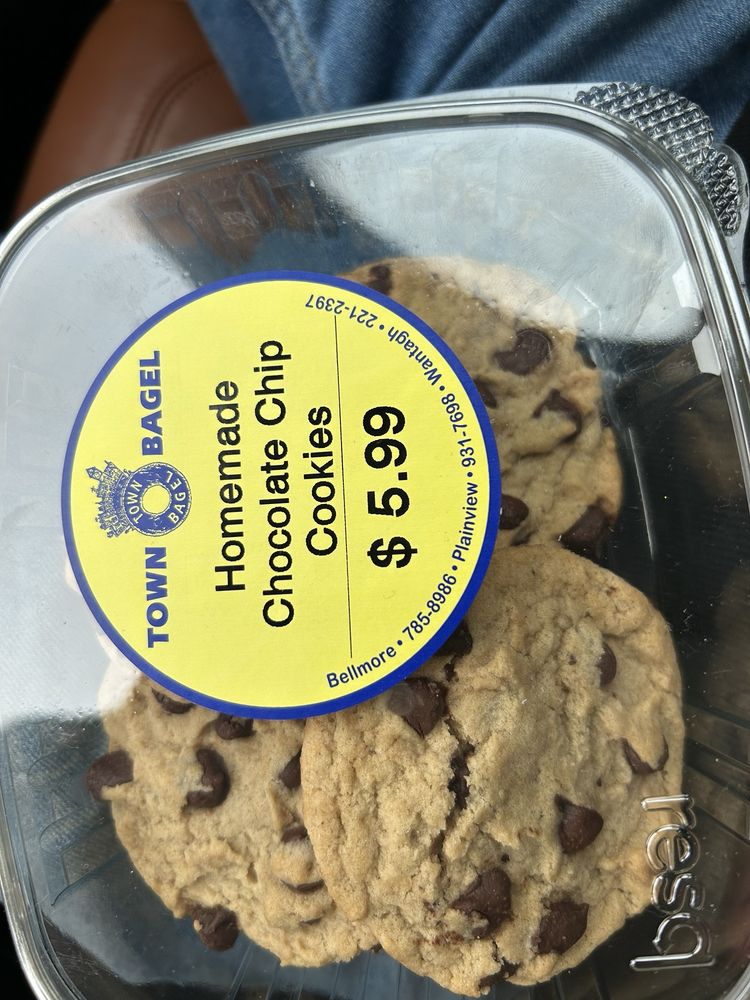 TOWN BAGEL
TOWN
BAGEL
Homemade
Chocolate Chip
Cookies
$ 5.99
Bellmore • 785-8986 • Plainview • 931-7698 • Wantagh • 221-2397
resq